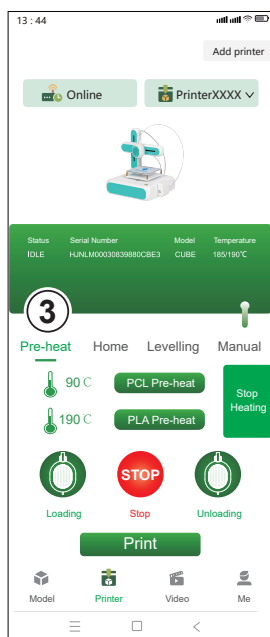 13 : 44
Add printer
Online
PrinterXXXX
Status Serial Number Model Temperature
IDLE HJNLM00030839880CBE3 CUBE 185/190℃
3
Pre-heat Home Levelling Manual
90℃ PCL Pre-heat
Stop
Heating
190℃ PLA Pre-heat
STOP
Loading Stop Unloading
Print
Model Printer Video Me